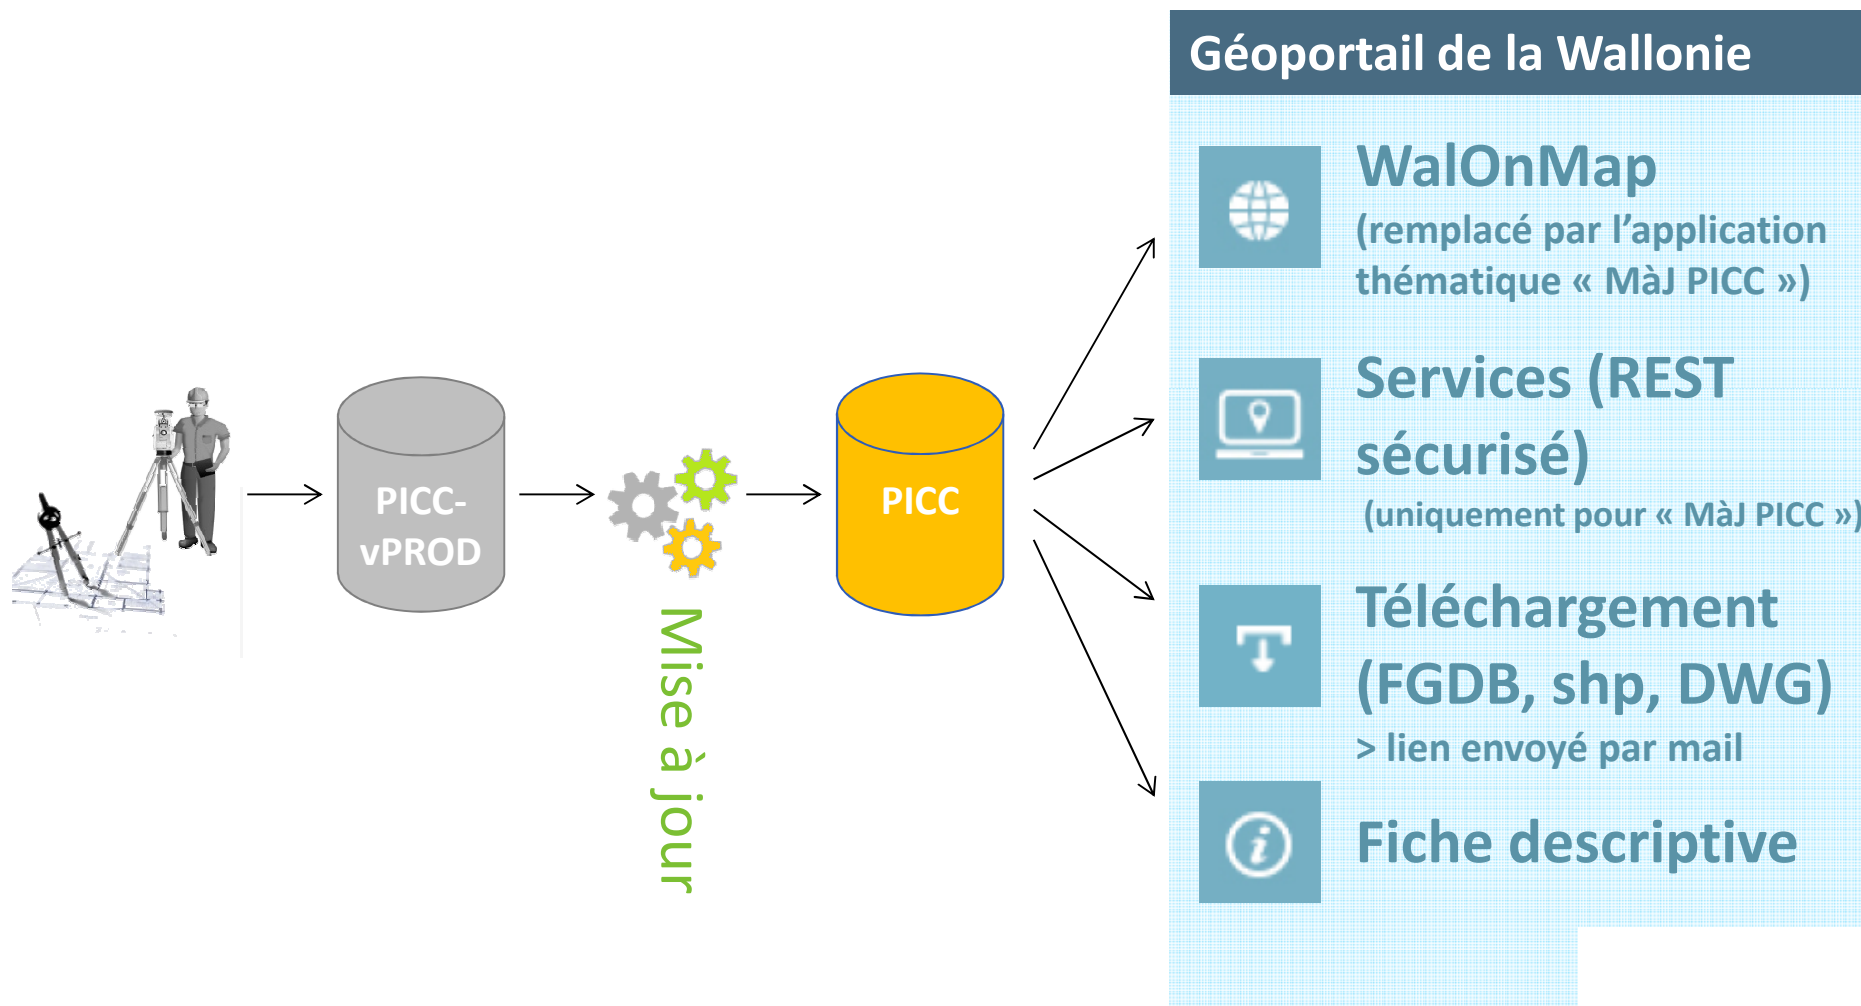 Géoportail de la Wallonie
WalOnMap
(remplacé par l’application
thématique « MàJ PICC »)
Services (REST
sécurisé)
(uniquement pour « MàJ PICC »)
Téléchargement
(FGDB, shp, DWG)
> lien envoyé par mail
Fiche descriptive
PICC-
vPROD
Mise à jour
PICC